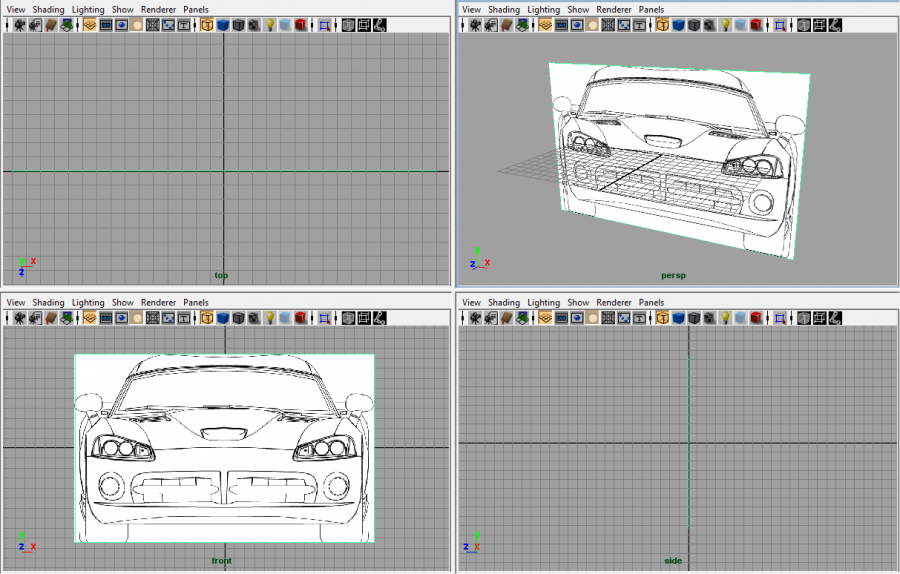 View Shading Lighting Show Renderer Panels
View Shading Lighting Show Renderer Panels
top
Y X
Z
persp
Y
Z X
View Shading Lighting Show Renderer Panels
View Shading Lighting Show Renderer Panels
front
Y
Z X
side
Y
Z X